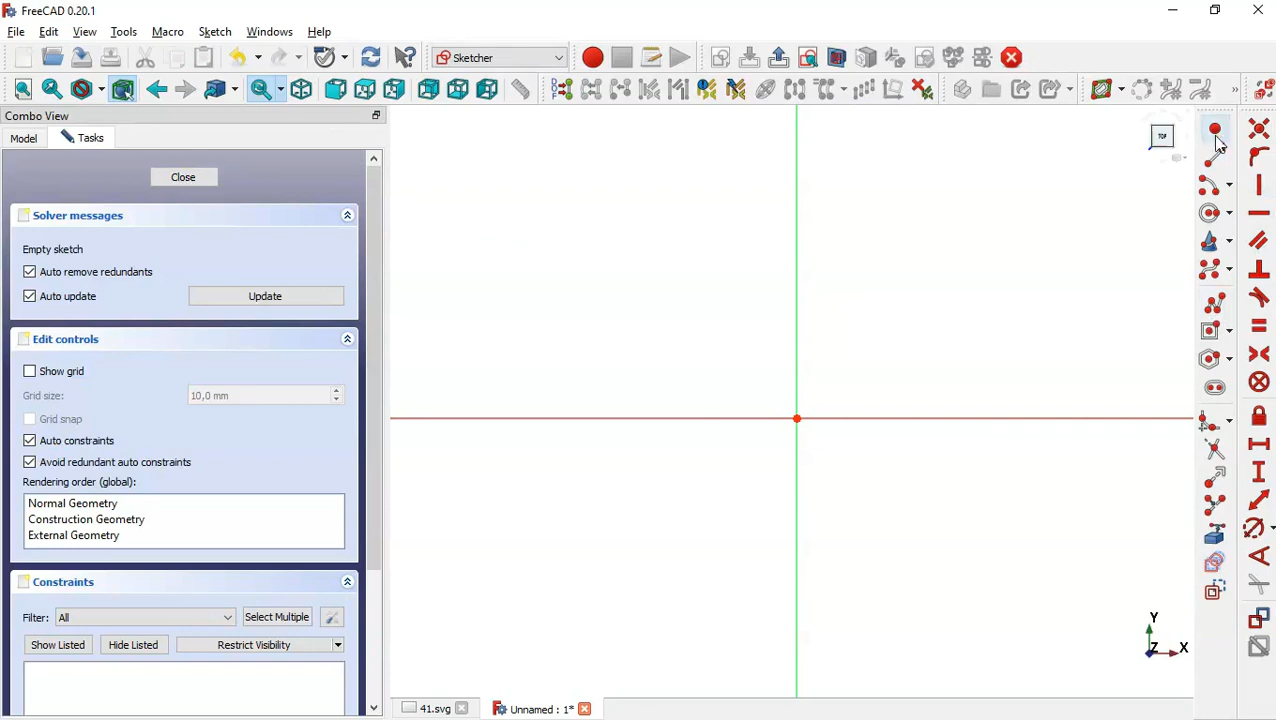 FreeCAD 0.20.1
File Edit View Tools Macro Sketch Windows Help
Sketcher
Combo View
Model Tasks
TOP
Close
Solver messages
Empty sketch
Auto remove redundants
Auto update Update
Edit controls
Show grid
Grid size: 10,0 mm
Grid snap
Auto constraints
Avoid redundant auto constraints
Rendering order (global):
Normal Geometry
Construction Geometry
External Geometry
Constraints
Filter: All Select Multiple
Show Listed Hide Listed Restrict Visibility
Y
Z X
41.svg Unnamed : 1*